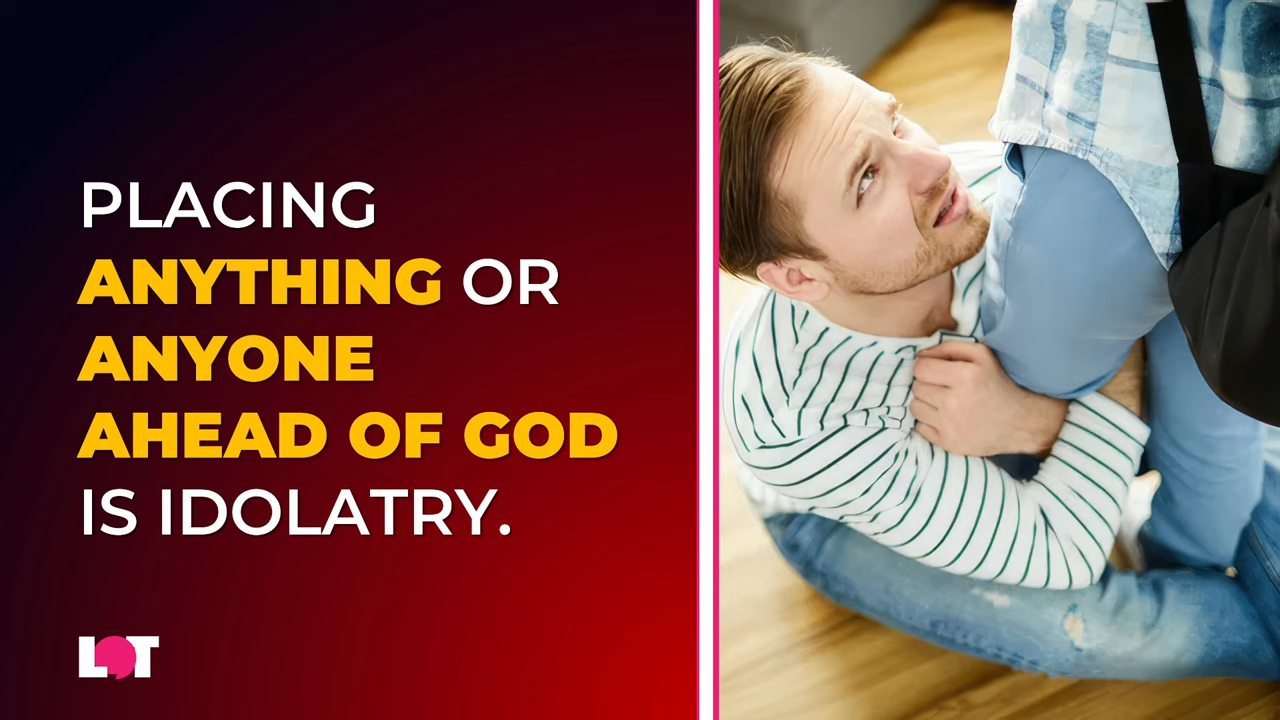 PLACING
ANYTHING OR
ANYONE
AHEAD OF GOD
IS IDOLATRY.
LOT